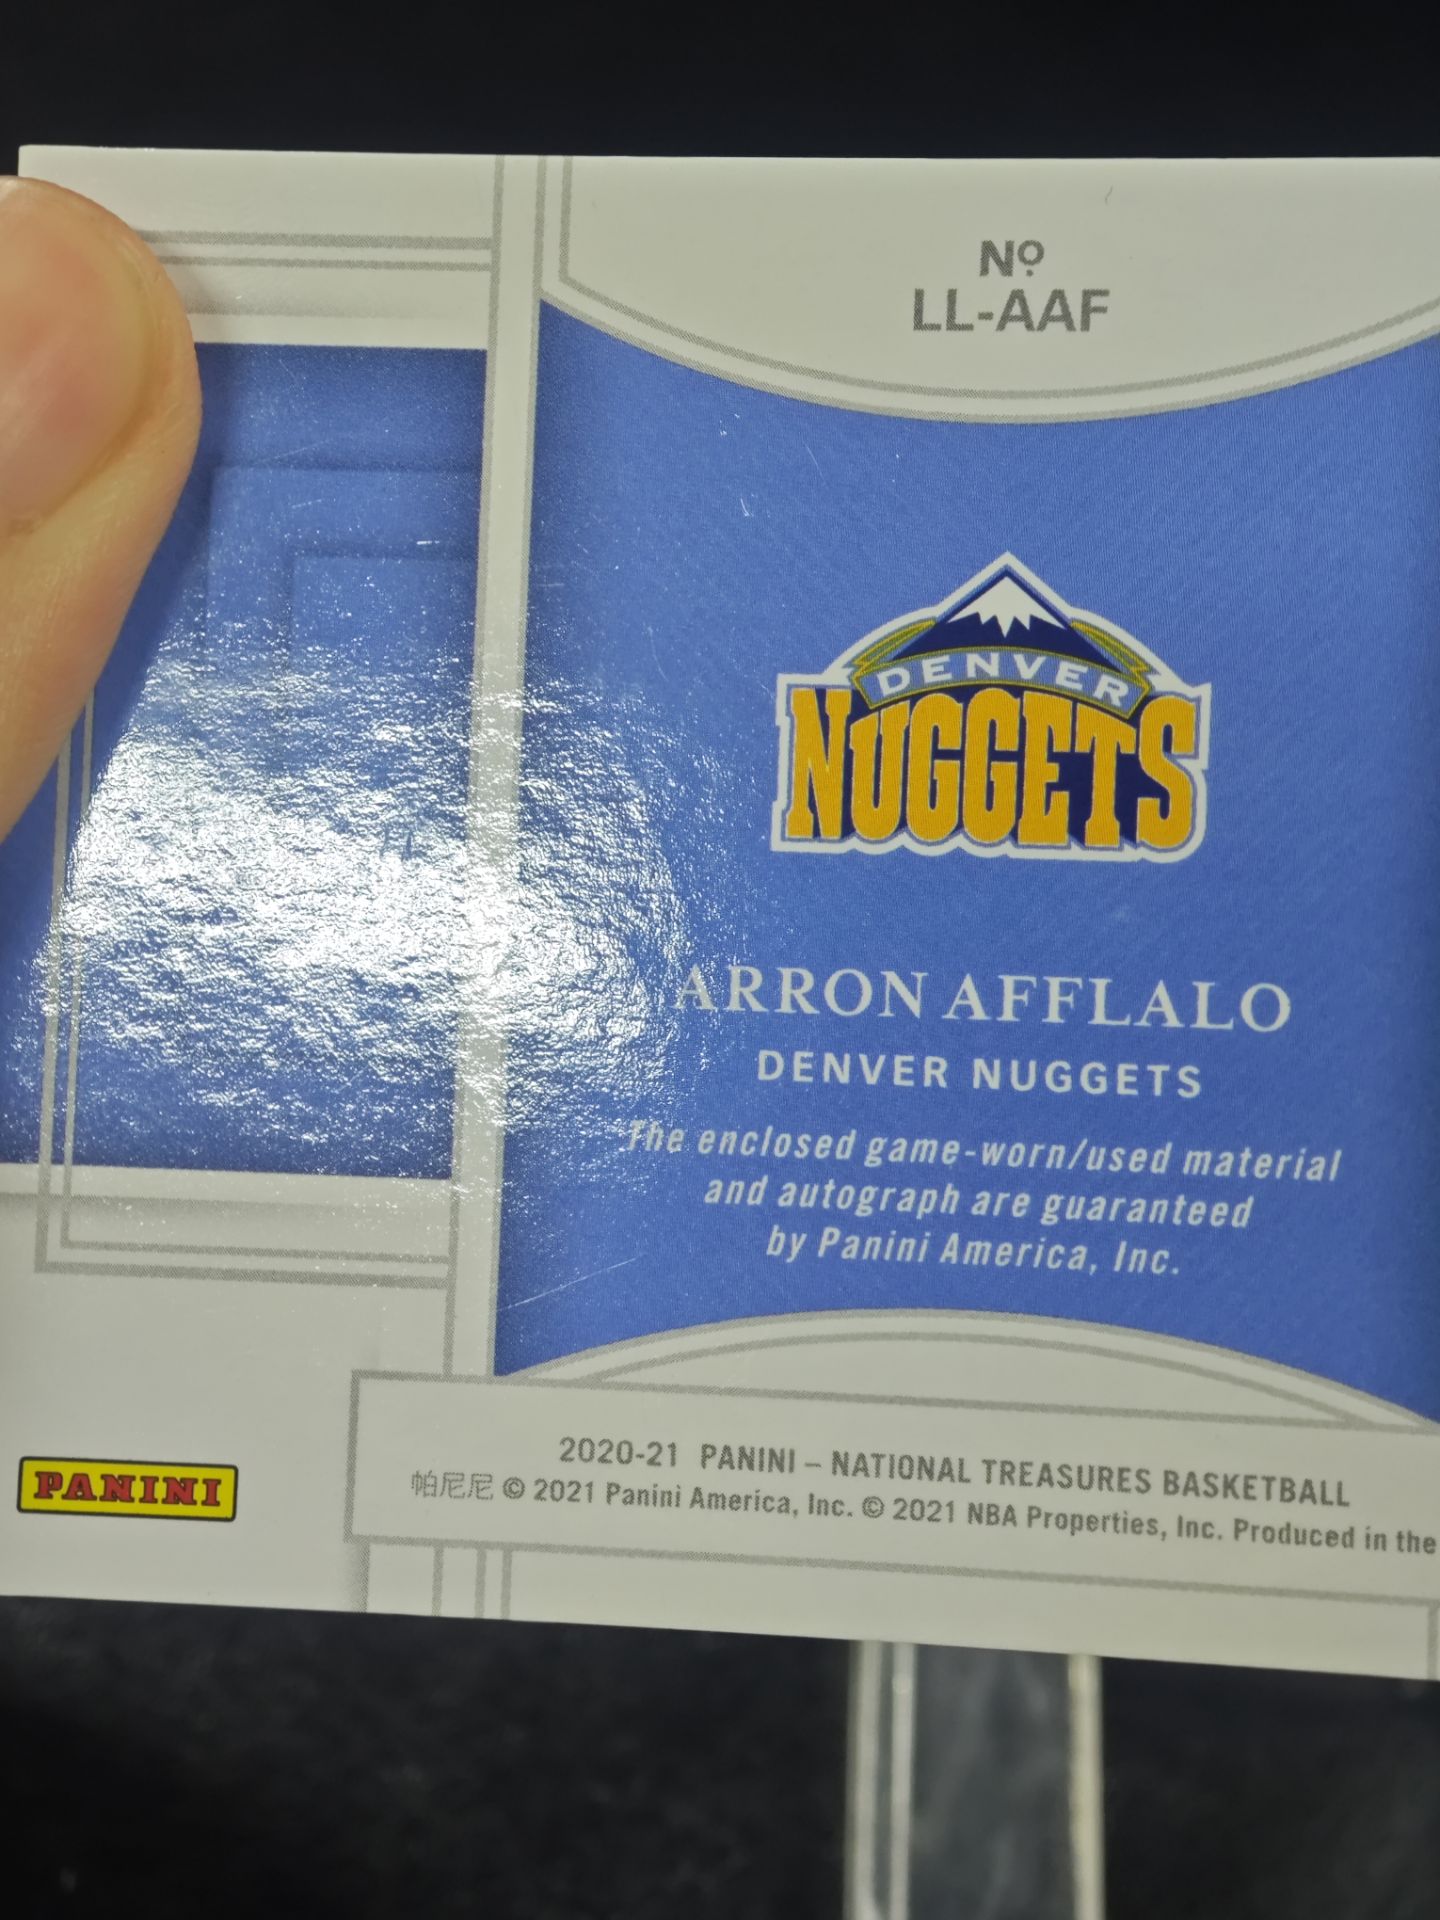 Nº
LL-AAF
DENVER
NUGGETS
ARRON AFFLALO
DENVER NUGGETS
The enclosed game-worn/used material
and autograph are guaranteed
by Panini America, Inc.
2020-21 PANINI – NATIONAL TREASURES BASKETBALL
帕尼尼 © 2021 Panini America, Inc. © 2021 NBA Properties, Inc. Produced in the
PANINI